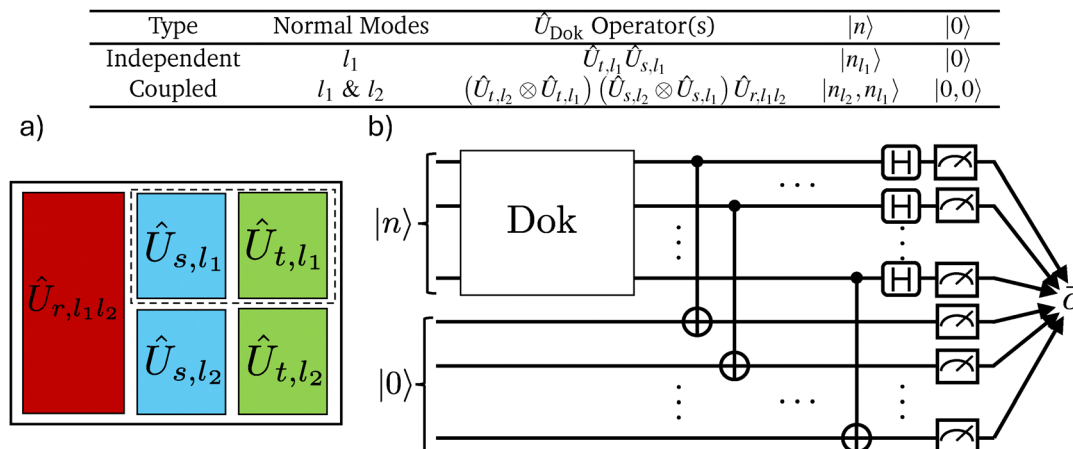 Type Normal Modes Û_Dok Operator(s) |n⟩ |0⟩
Independent l₁ Û_{t,l₁}Û_{s,l₁} |n_{l₁}⟩ |0⟩
Coupled l₁ & l₂ (Û_{t,l₂} ⊗ Û_{t,l₁}) (Û_{s,l₂} ⊗ Û_{s,l₁}) Û_{r,l₁l₂} |n_{l₂}, n_{l₁}⟩ |0, 0⟩
a)
Û_{r,l₁l₂}
Û_{s,l₁} Û_{t,l₁}
Û_{s,l₂} Û_{t,l₂}
b)
|n⟩
Dok
H
H
H
|0⟩